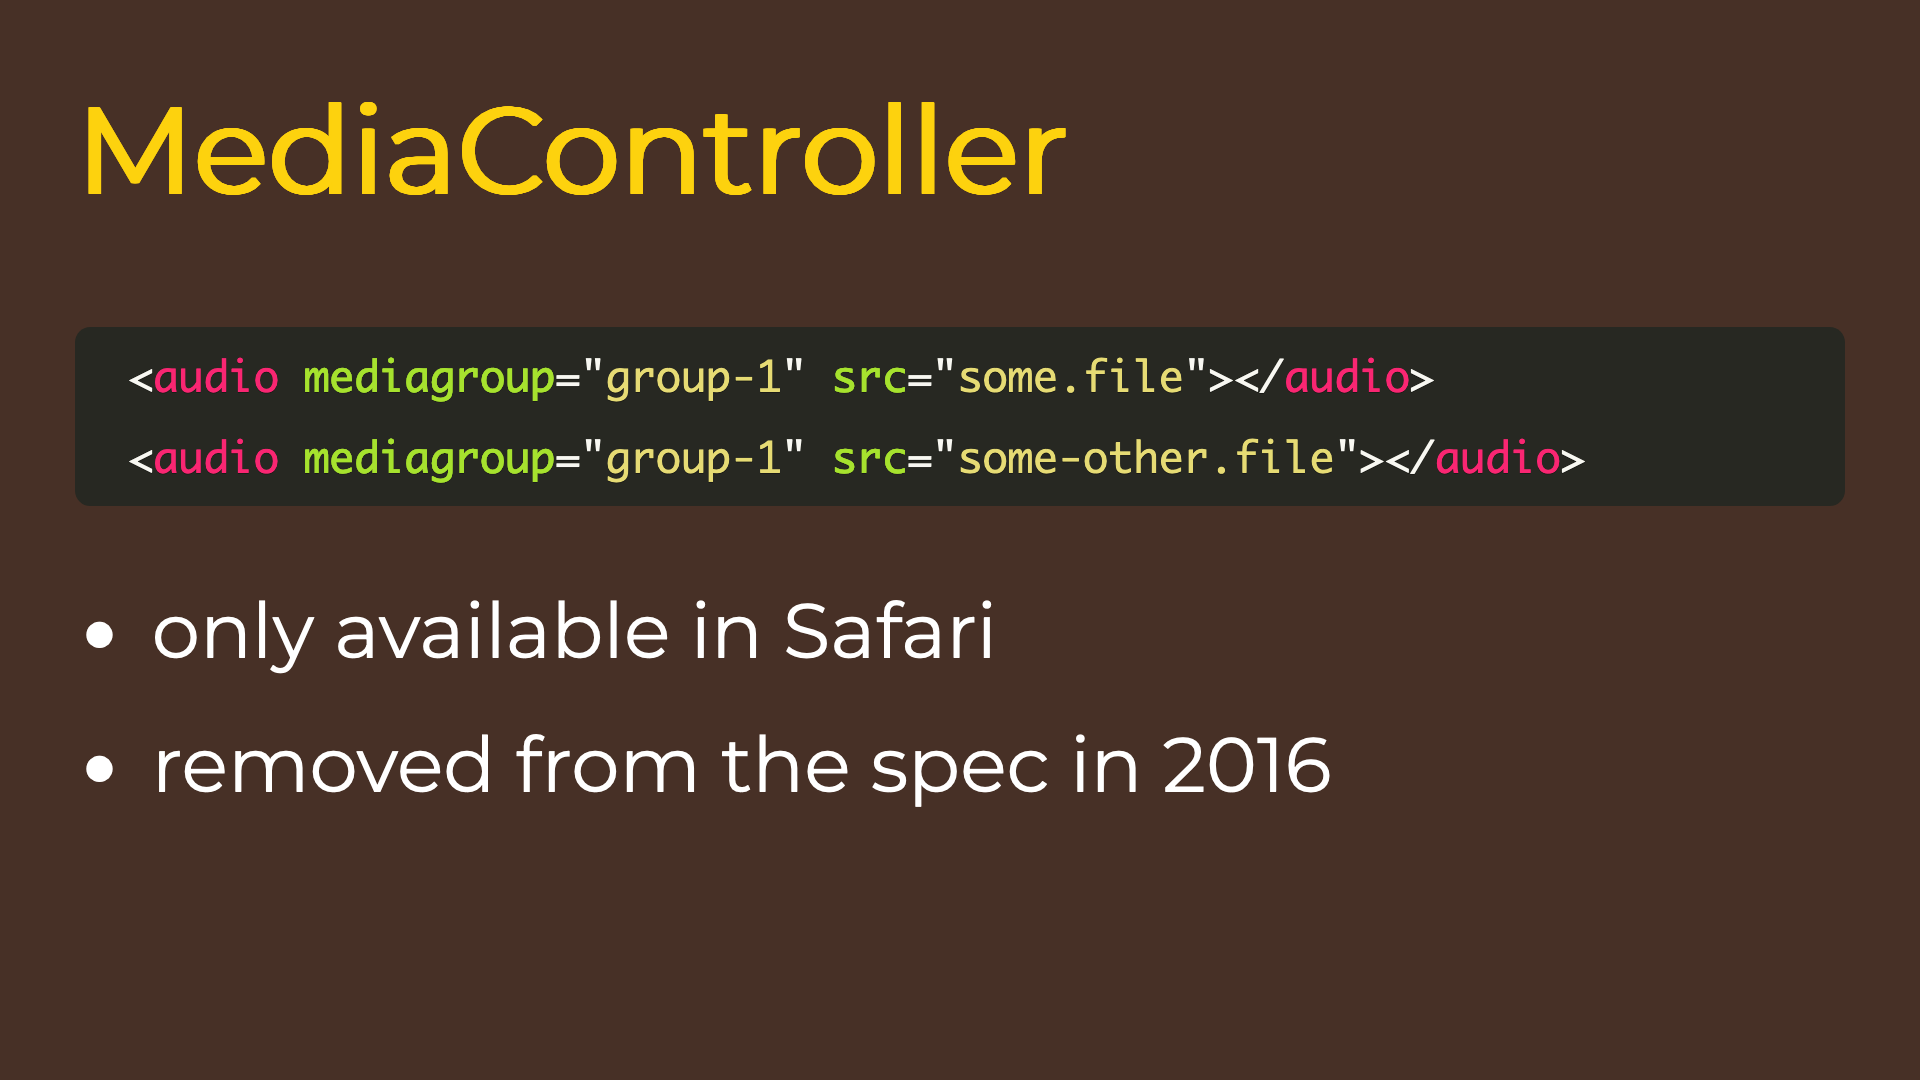 MediaController
<audio mediagroup="group-1" src="some.file"></audio>
<audio mediagroup="group-1" src="some-other.file"></audio>
• only available in Safari
• removed from the spec in 2016